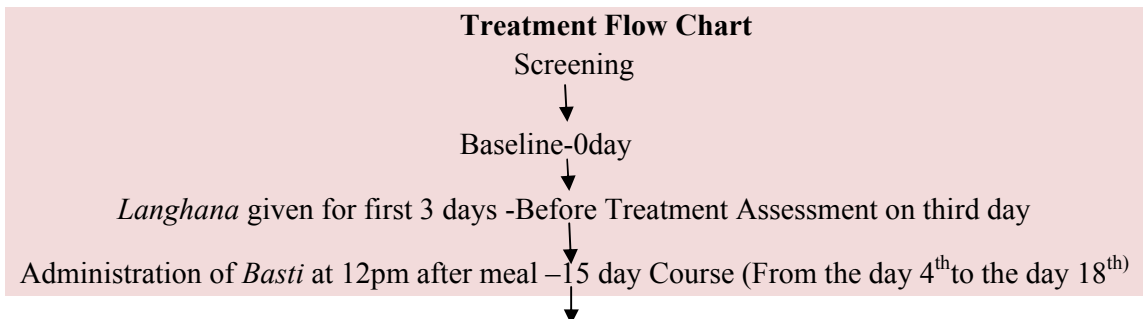 Treatment Flow Chart
Screening
Baseline-0day
Langhana given for first 3 days -Before Treatment Assessment on third day
Administration of Basti at 12pm after meal –15 day Course (From the day 4th to the day 18th)